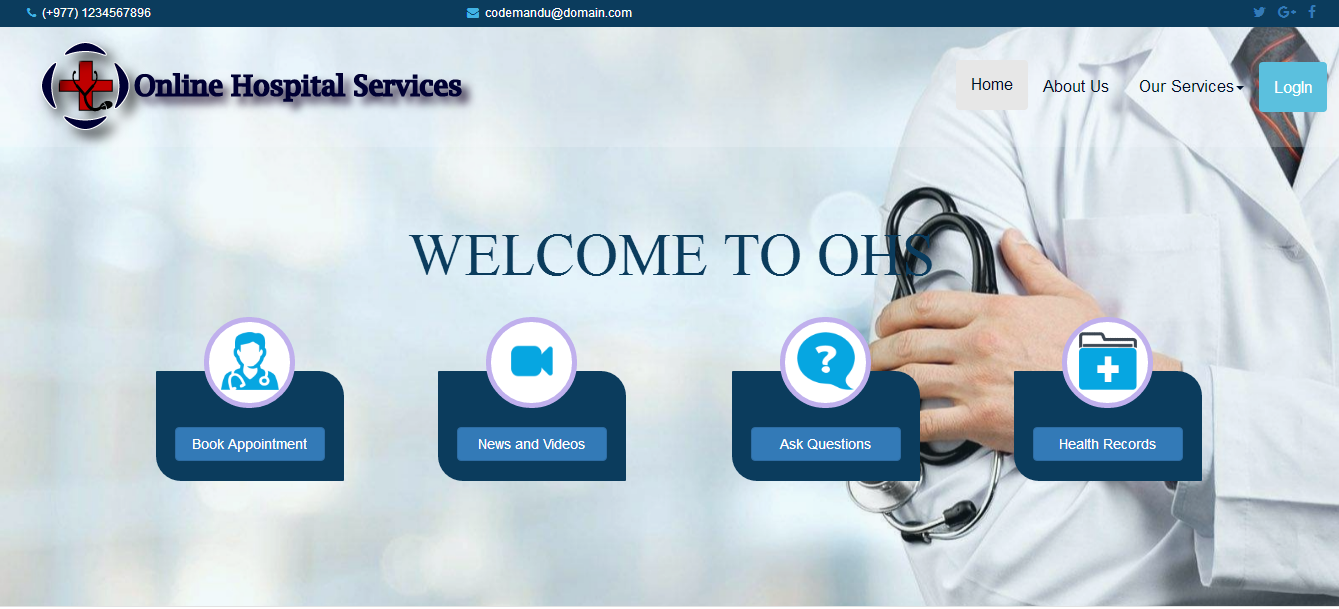 (+977) 1234567896
codemandu@domain.com
G+
Online Hospital Services
Home
About Us
Our Services
LogIn
WELCOME TO OHS
Book Appointment
News and Videos
Ask Questions
Health Records